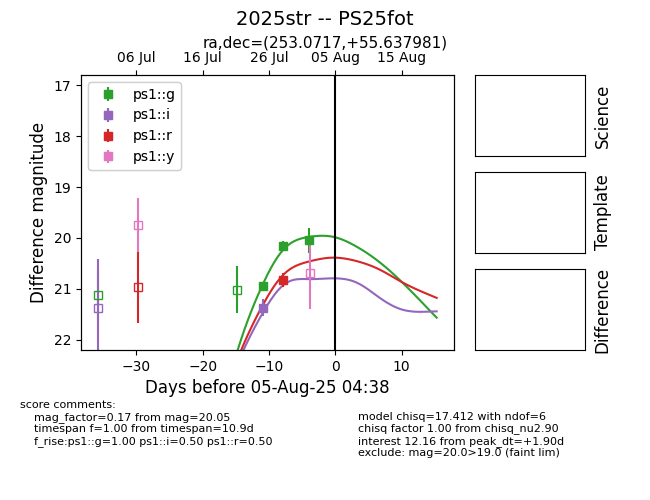 2025str -- PS25fot
ra,dec=(253.0717,+55.637981)
06 Jul 16 Jul 26 Jul 05 Aug 15 Aug
ps1::g
ps1::i
ps1::r
ps1::y
17
18
19
20
21
22
Difference magnitude
−30 −20 −10 0 10
Days before 05-Aug-25 04:38
Science
Template
Difference
score comments:
mag_factor=0.17 from mag=20.05
timespan f=1.00 from timespan=10.9d
f_rise:ps1::g=1.00 ps1::i=0.50 ps1::r=0.50
model chisq=17.412 with ndof=6
chisq factor 1.00 from chisq_nu2.90
interest 12.16 from peak_dt=+1.90d
exclude: mag=20.0>19.0 (faint lim)